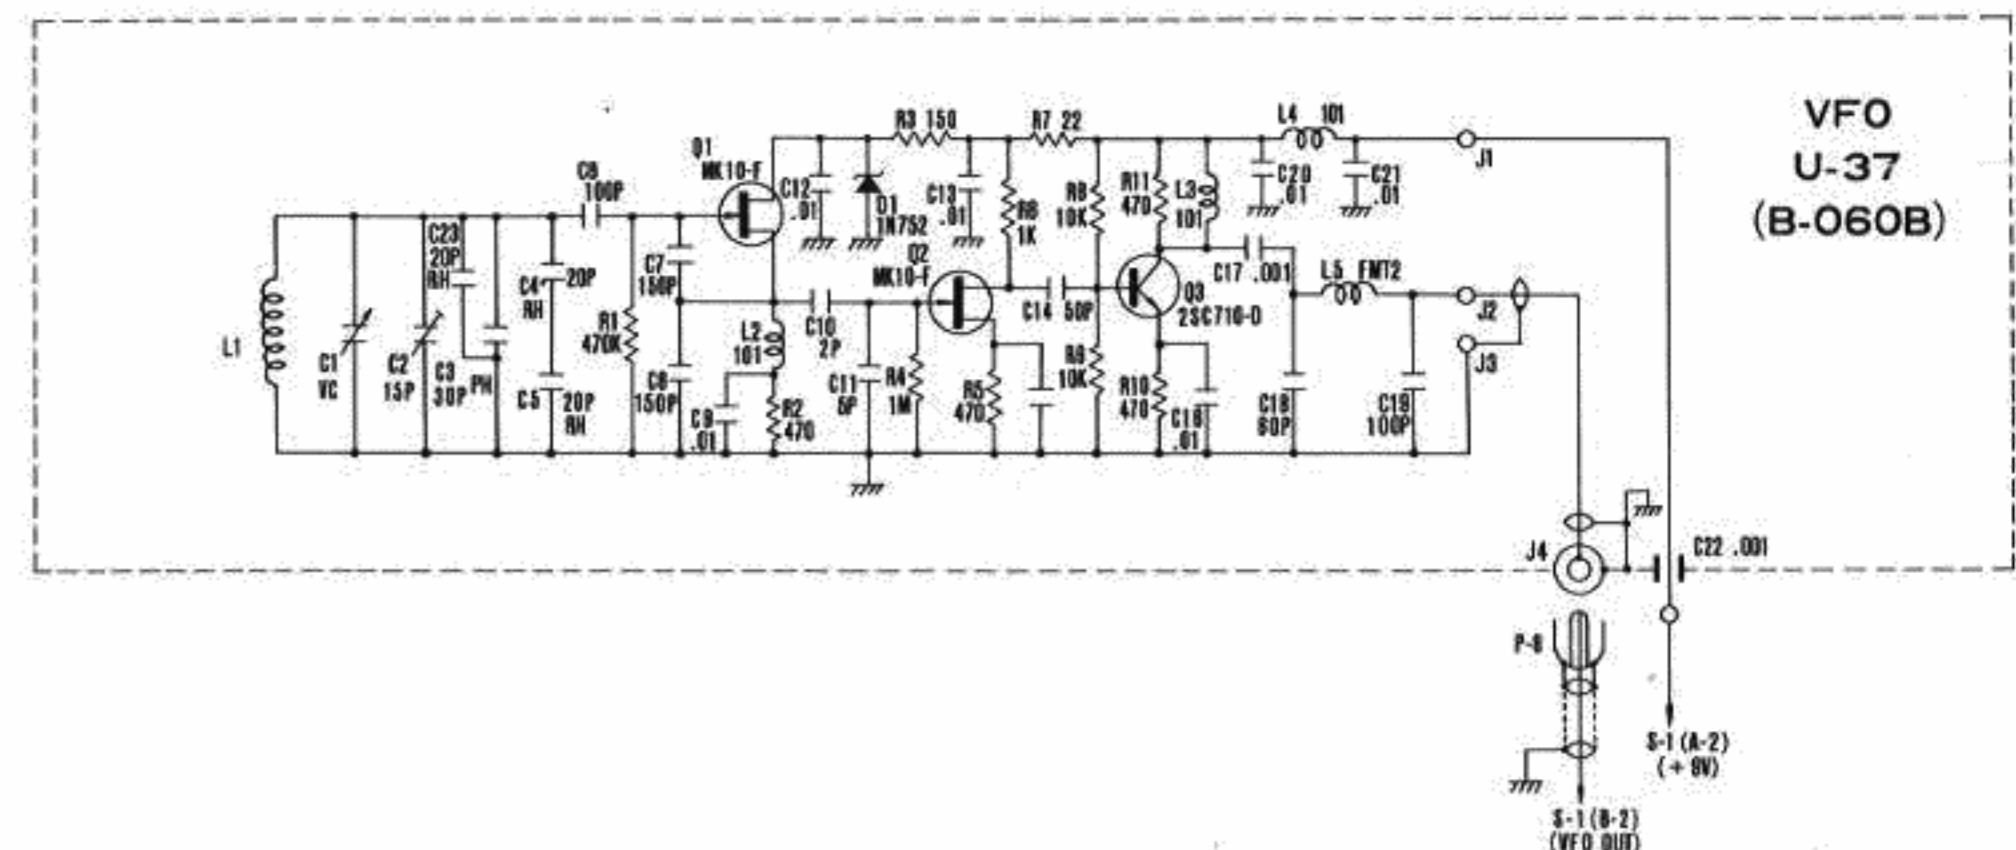 VFO
U-37
(B-060B)
L4 101
R3 150
R7 22
J1
Q1
MK10-F
C6
100P
C12
.01
D1
1N752
C13
.01
R6
1K
R8
10K
R11
470
L3
101
C20
.01
C21
.01
C23
20P
RH
C4
RH
20P
C7
150P
Q2
MK10-F
C17 .001
L5 FMT2
J2
C14 50P
Q3
2SC710-D
L1
C1
VC
C2
15P
C3
30P
PH
C5
20P
RH
R1
470K
C8
150P
L2
101
C10
2P
C9
.01
R2
470
C11
5P
R4
1M
R5
470
R9
10K
R10
470
C16
.01
C18
60P
C19
100P
J3
J4
C22 .001
P-8
S-1 (A-2)
(+ 9V)
S-1 (B-2)
(VFO OUT)